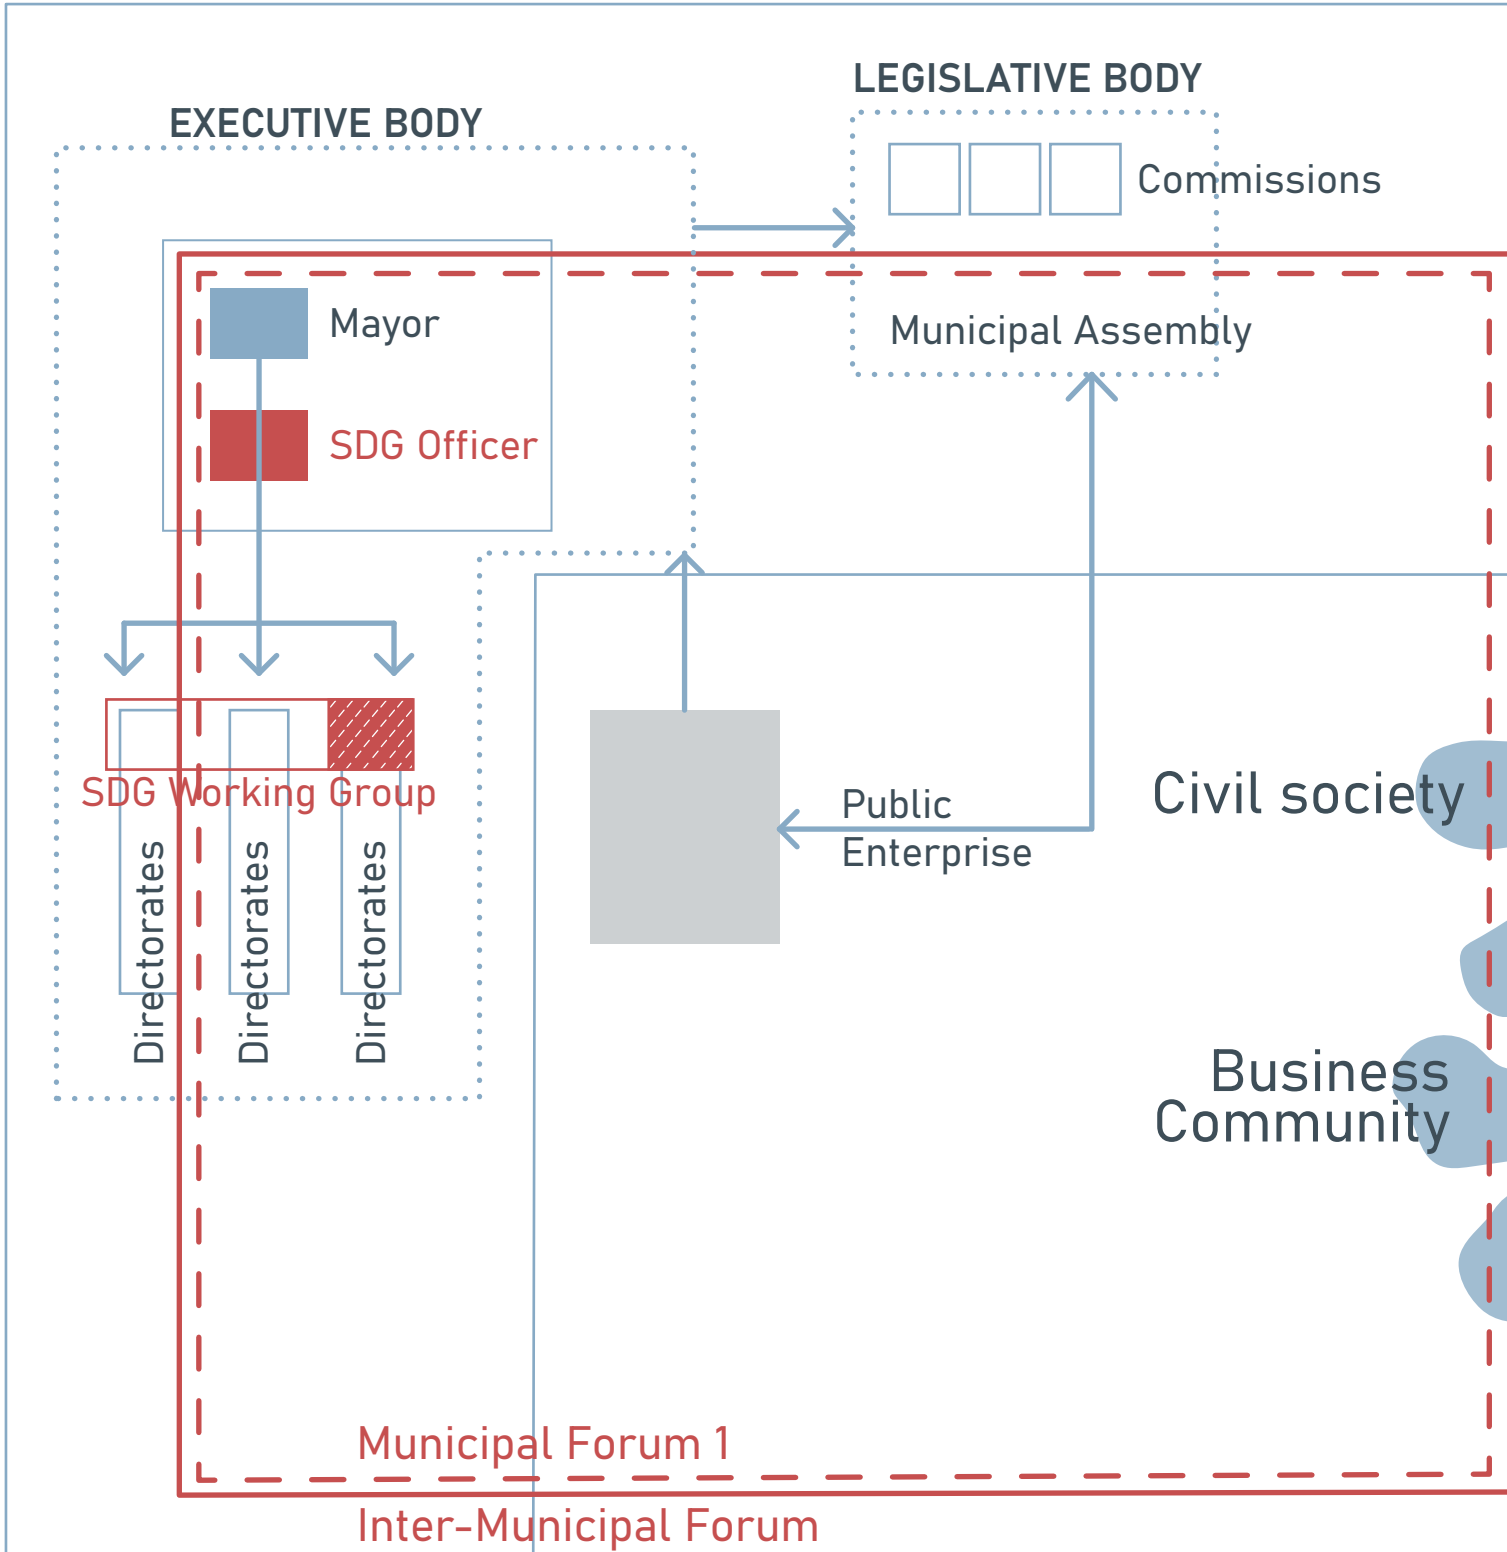 LEGISLATIVE BODY
EXECUTIVE BODY
Commissions
Mayor
Municipal Assembly
SDG Officer
SDG Working Group
Directorates
Directorates
Directorates
Public
Enterprise
Civil society
Business
Community
Municipal Forum 1
Inter-Municipal Forum